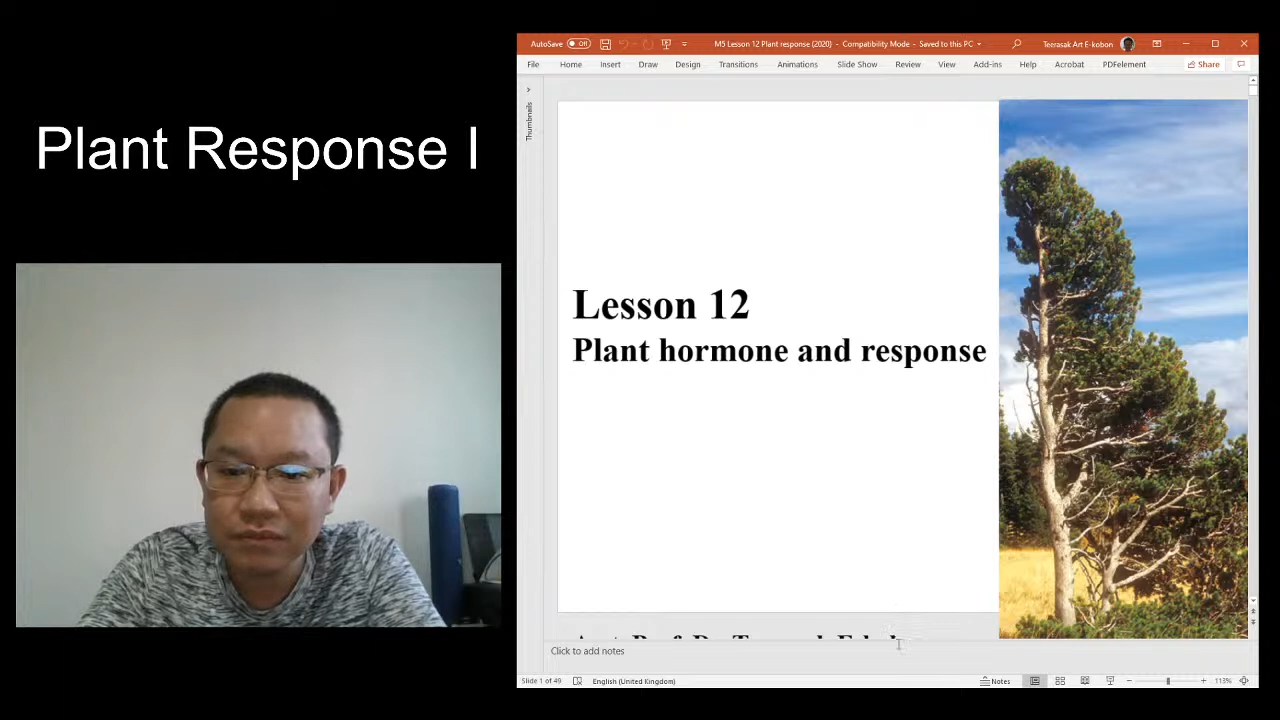 Plant Response I
AutoSave Off
M5 Lesson 12 Plant response (2020) - Compatibility Mode - Saved to this PC
Teerasak Art E-kobon
File Home Insert Draw Design Transitions Animations Slide Show Review View Add-ins Help Acrobat PDFelement Share
Thumbnails
Lesson 12
Plant hormone and response
Click to add notes
Slide 1 of 49 English (United Kingdom) Notes 113%